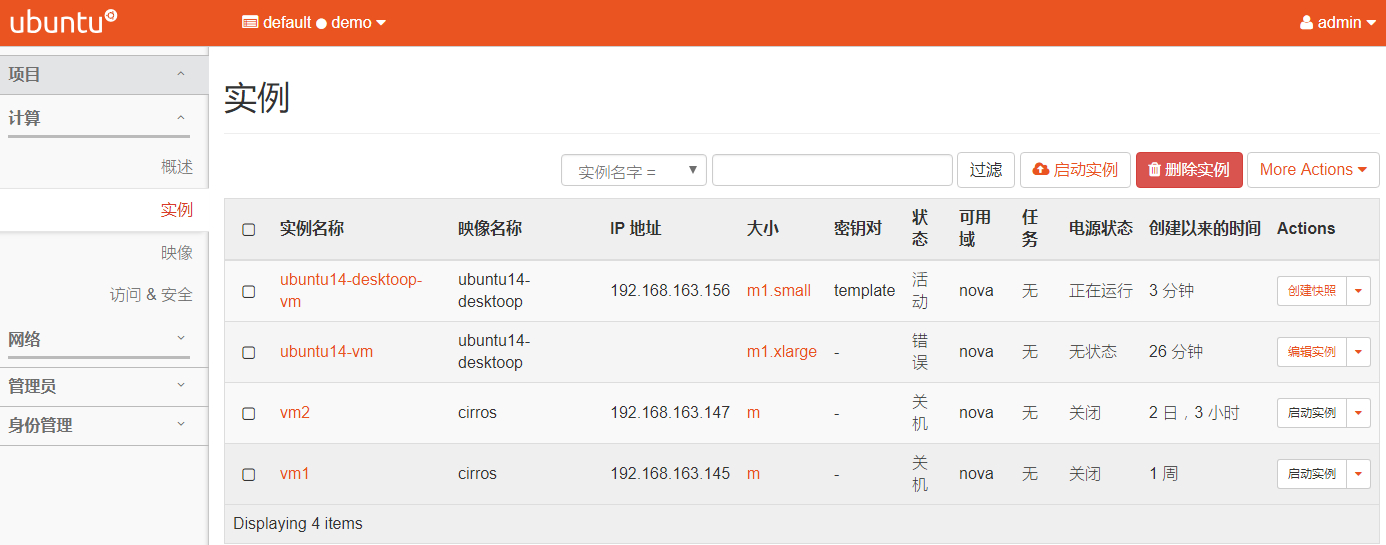 ubuntu
default demo
admin
项目
计算
概述
实例
映像
访问 & 安全
网络
管理员
身份管理
实例
实例名字 =
过滤
启动实例
删除实例
More Actions
实例名称 映像名称 IP 地址 大小 密钥对 状态 可用域 任务 电源状态 创建以来的时间 Actions
ubuntu14-desktoop-vm ubuntu14-desktoop 192.168.163.156 m1.small template 活动 nova 无 正在运行 3 分钟 创建快照
ubuntu14-vm ubuntu14-desktoop m1.xlarge - 错误 nova 无 无状态 26 分钟 编辑实例
vm2 cirros 192.168.163.147 m - 关机 nova 无 关闭 2 日，3 小时 启动实例
vm1 cirros 192.168.163.145 m - 关机 nova 无 关闭 1 周 启动实例
Displaying 4 items